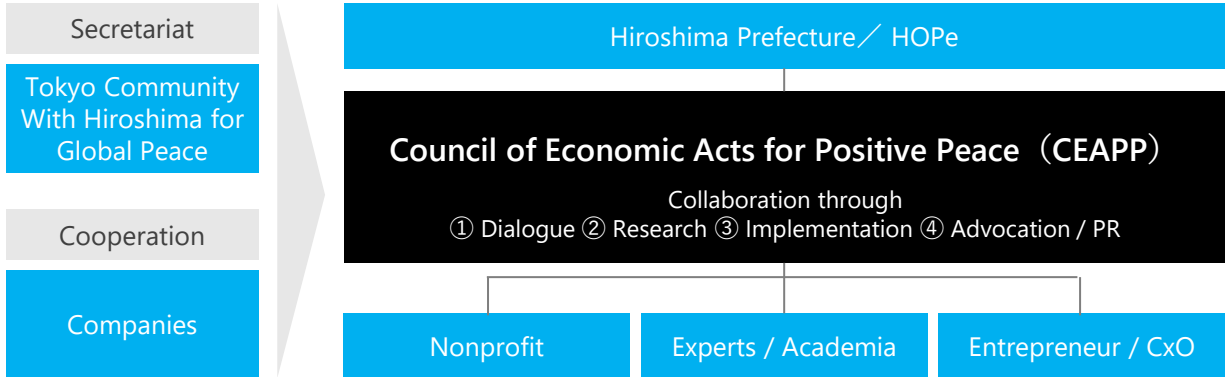 Secretariat
Tokyo Community
With Hiroshima for
Global Peace
Cooperation
Companies
Hiroshima Prefecture／ HOPe
Council of Economic Acts for Positive Peace（CEAPP）
Collaboration through
① Dialogue ② Research ③ Implementation ④ Advocation / PR
Nonprofit
Experts / Academia
Entrepreneur / CxO